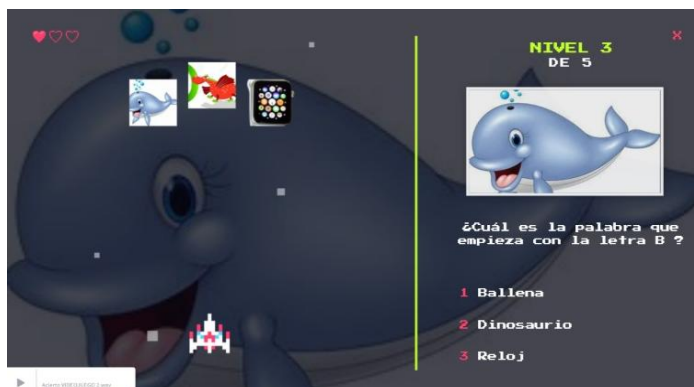 X
NIVEL 3
DE 5
¿Cuál es la palabra que
empieza con la letra B ?
1 Ballena
2 Dinosaurio
3 Reloj